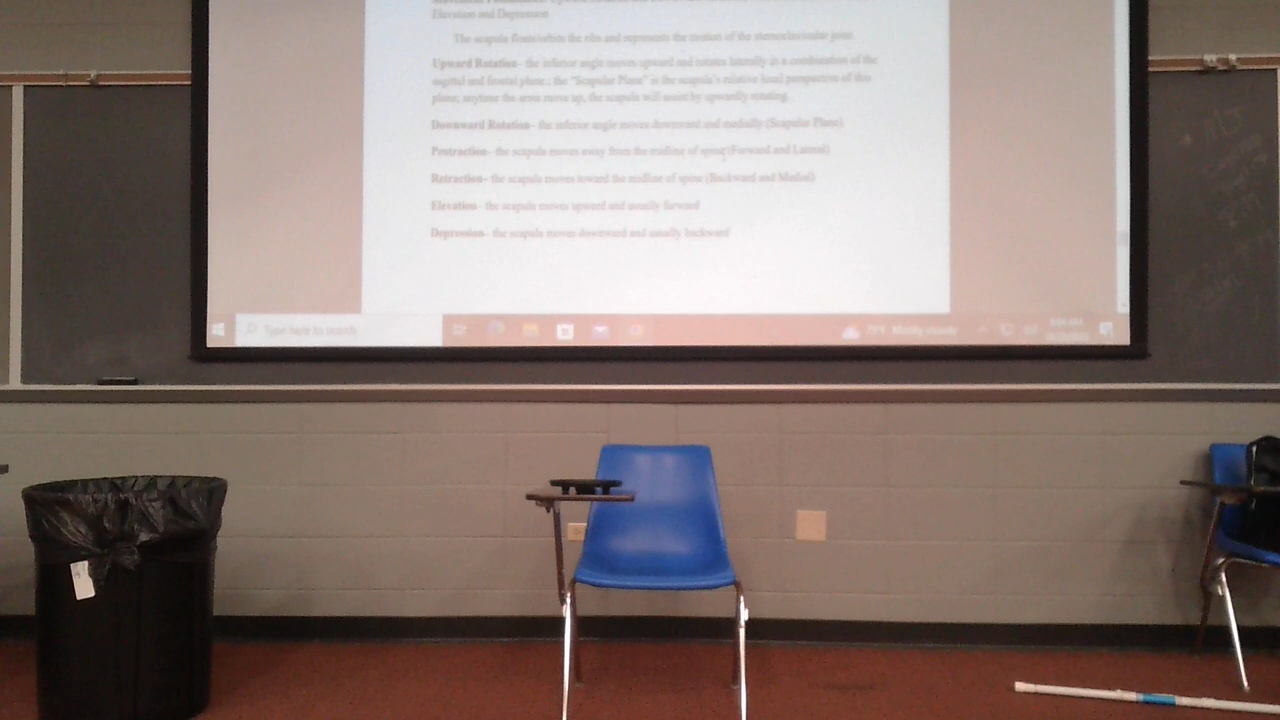 Elevation and Depression
The scapula floats within the ribs and represents the motion of the sternoclavicular joint.
Upward Rotation- the inferior angle moves upward and rotates laterally in a combination of the
sagittal and frontal plane.; the "Scapular Plane" is the scapula's relative local perspective of this
plane; anytime the arms move up, the scapula will assist by upwardly rotating.
Downward Rotation- the inferior angle moves downward and medially (Scapular Plane)
Protraction- the scapula moves away from the midline of spine (Forward and Lateral)
Retraction- the scapula moves toward the midline of spine (Backward and Medial)
Elevation- the scapula moves upward and usually forward
Depression- the scapula moves downward and usually backward
Type here to search
79°F Mostly cloudy